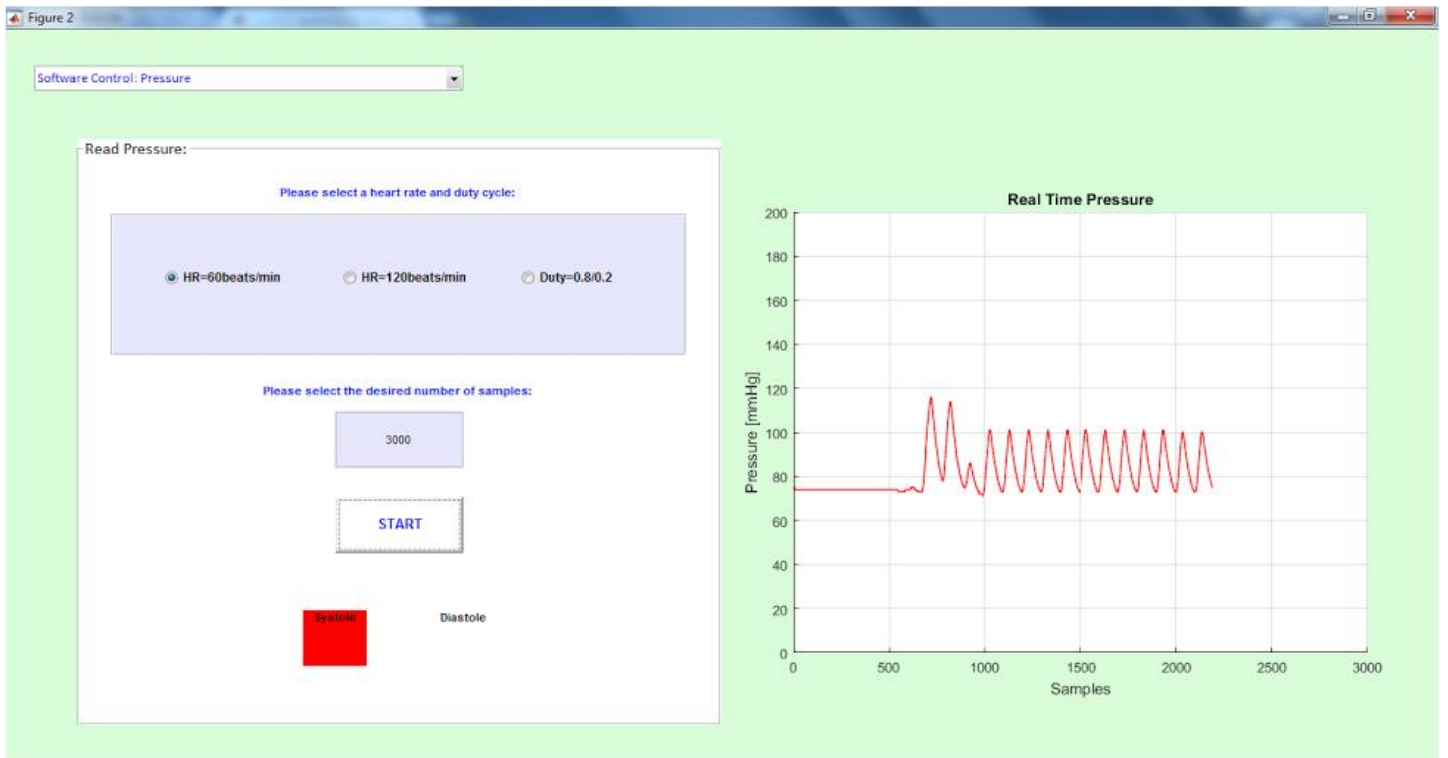 Figure 2
Software Control: Pressure
Read Pressure:
Please select a heart rate and duty cycle:
HR=60beats/min HR=120beats/min Duty=0.8/0.2
Please select the desired number of samples:
3000
START
Systole Diastole
Real Time Pressure
200
180
160
140
120
100
80
60
40
20
0
Pressure [mmHg]
0 500 1000 1500 2000 2500 3000
Samples